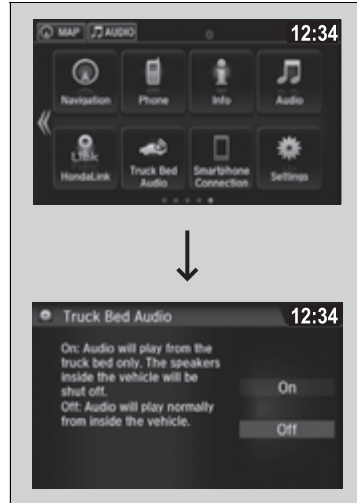 MAP AUDIO 12:34
Navigation Phone Info Audio
Link
HondaLink Truck Bed Audio Smartphone Connection Settings
Truck Bed Audio 12:34
On: Audio will play from the
truck bed only. The speakers
inside the vehicle will be
shut off.
Off: Audio will play normally
from inside the vehicle.
On
Off